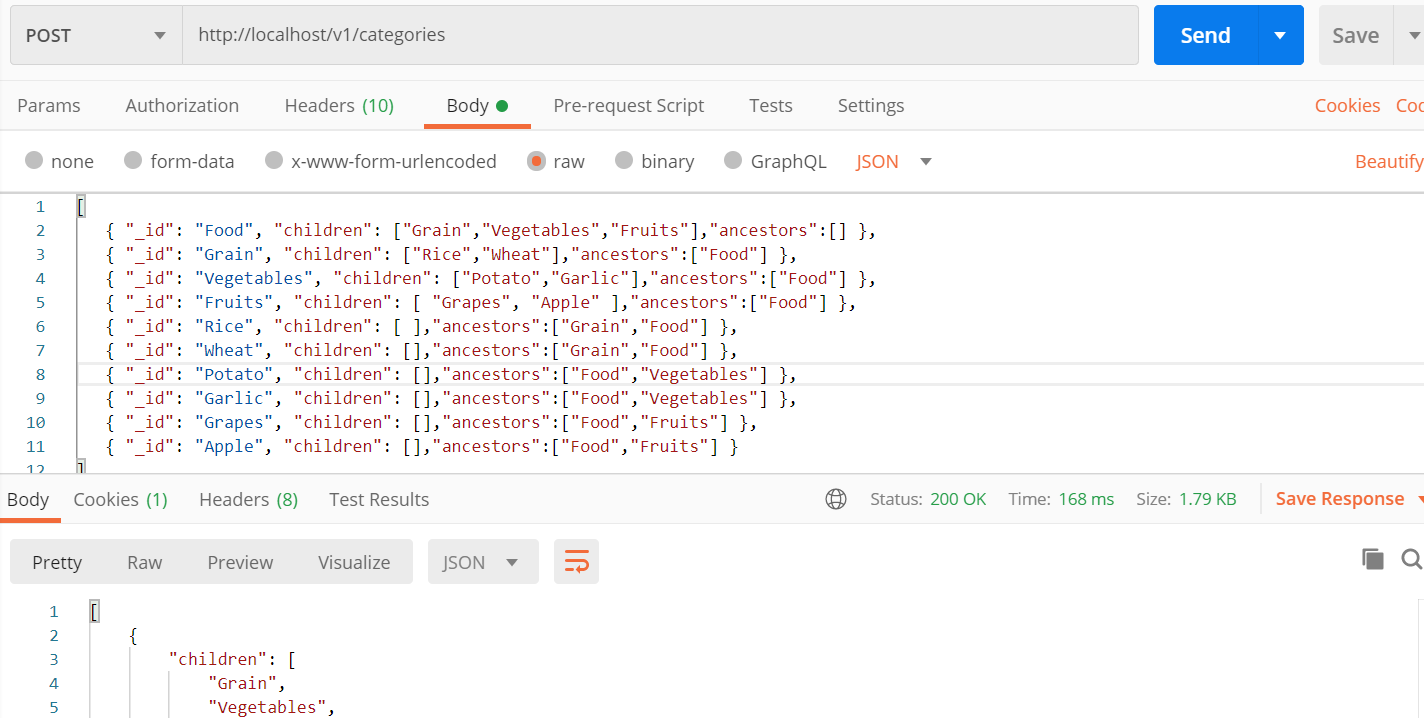 POST http://localhost/v1/categories Send Save
Params Authorization Headers (10) Body Pre-request Script Tests Settings Cookies Coc
none form-data x-www-form-urlencoded raw binary GraphQL JSON Beautify
1 [
2 { "_id": "Food", "children": ["Grain","Vegetables","Fruits"],"ancestors":[] },
3 { "_id": "Grain", "children": ["Rice","Wheat"],"ancestors":["Food"] },
4 { "_id": "Vegetables", "children": ["Potato","Garlic"],"ancestors":["Food"] },
5 { "_id": "Fruits", "children": [ "Grapes", "Apple" ],"ancestors":["Food"] },
6 { "_id": "Rice", "children": [ ],"ancestors":["Grain","Food"] },
7 { "_id": "Wheat", "children": [],"ancestors":["Grain","Food"] },
8 { "_id": "Potato", "children": [],"ancestors":["Food","Vegetables"] },
9 { "_id": "Garlic", "children": [],"ancestors":["Food","Vegetables"] },
10 { "_id": "Grapes", "children": [],"ancestors":["Food","Fruits"] },
11 { "_id": "Apple", "children": [],"ancestors":["Food","Fruits"] }
12 ]
Body Cookies (1) Headers (8) Test Results Status: 200 OK Time: 168 ms Size: 1.79 KB Save Response
Pretty Raw Preview Visualize JSON
1 [
2 {
3 "children": [
4 "Grain",
5 "Vegetables",